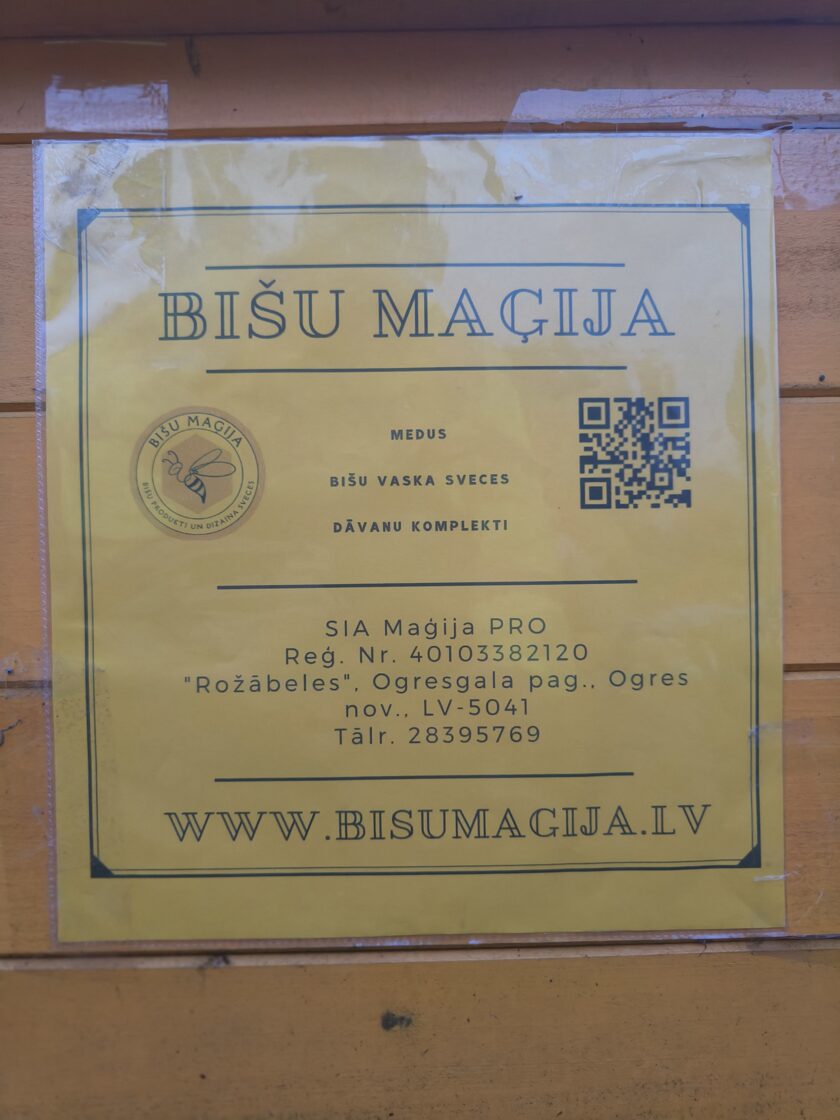 BIŠU MAĢIJA
BIŠU MAĢIJA
BIŠU PRODUKTI UN DIZAINA SVECES
MEDUS
BIŠU VASKA SVECES
DĀVANU KOMPLEKTI
SIA Maģija PRO
Reģ. Nr. 40103382120
"Rožābeles", Ogresgala pag., Ogres
nov., LV-5041
Tālr. 28395769
WWW.BISUMAGIJA.LV